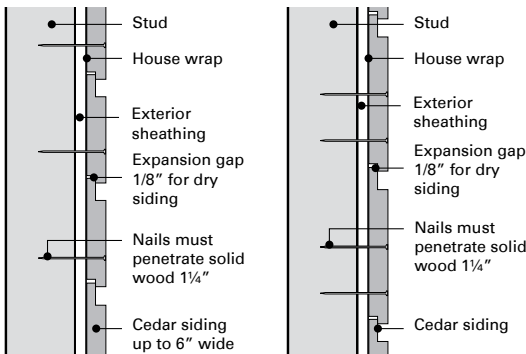 Stud
House wrap
Exterior
sheathing
Expansion gap
1/8” for dry
siding
Nails must
penetrate solid
wood 1¼”
Cedar siding
up to 6” wide
Stud
House wrap
Exterior
sheathing
Expansion gap
1/8” for dry
siding
Nails must
penetrate solid
wood 1¼”
Cedar siding